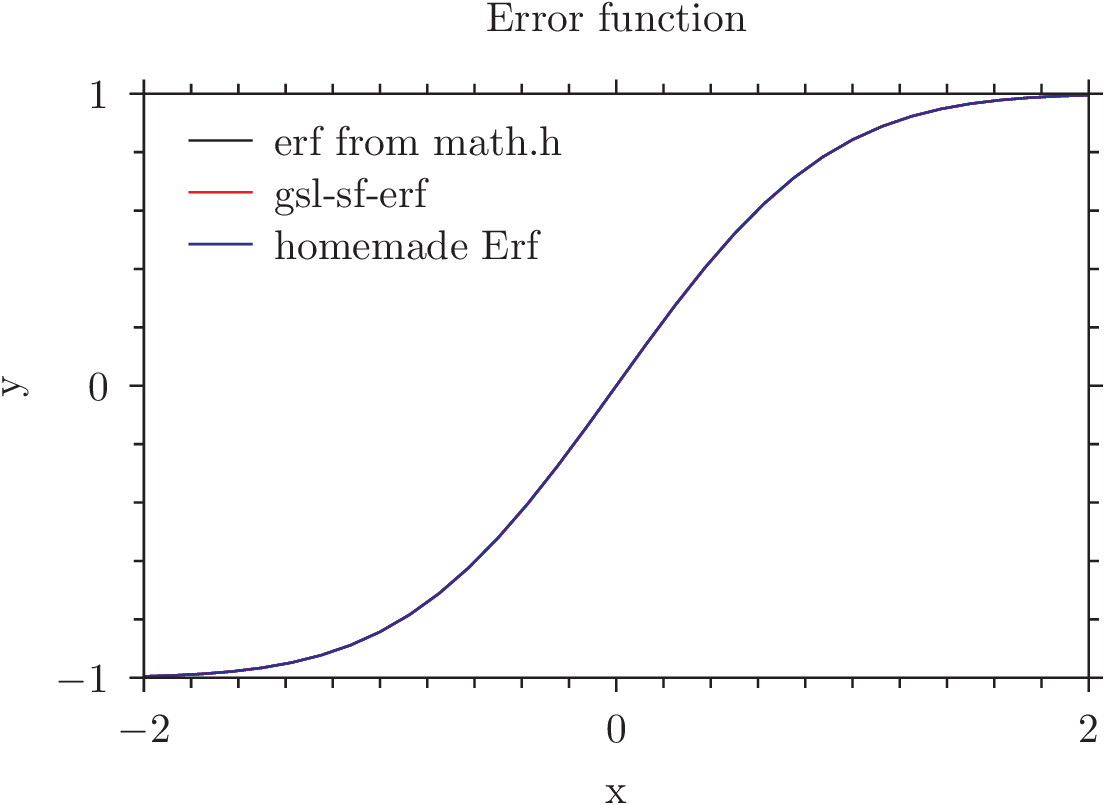 Error function
1
erf from math.h
gsl-sf-erf
homemade Erf
y
0
−1
−2 0 2
x